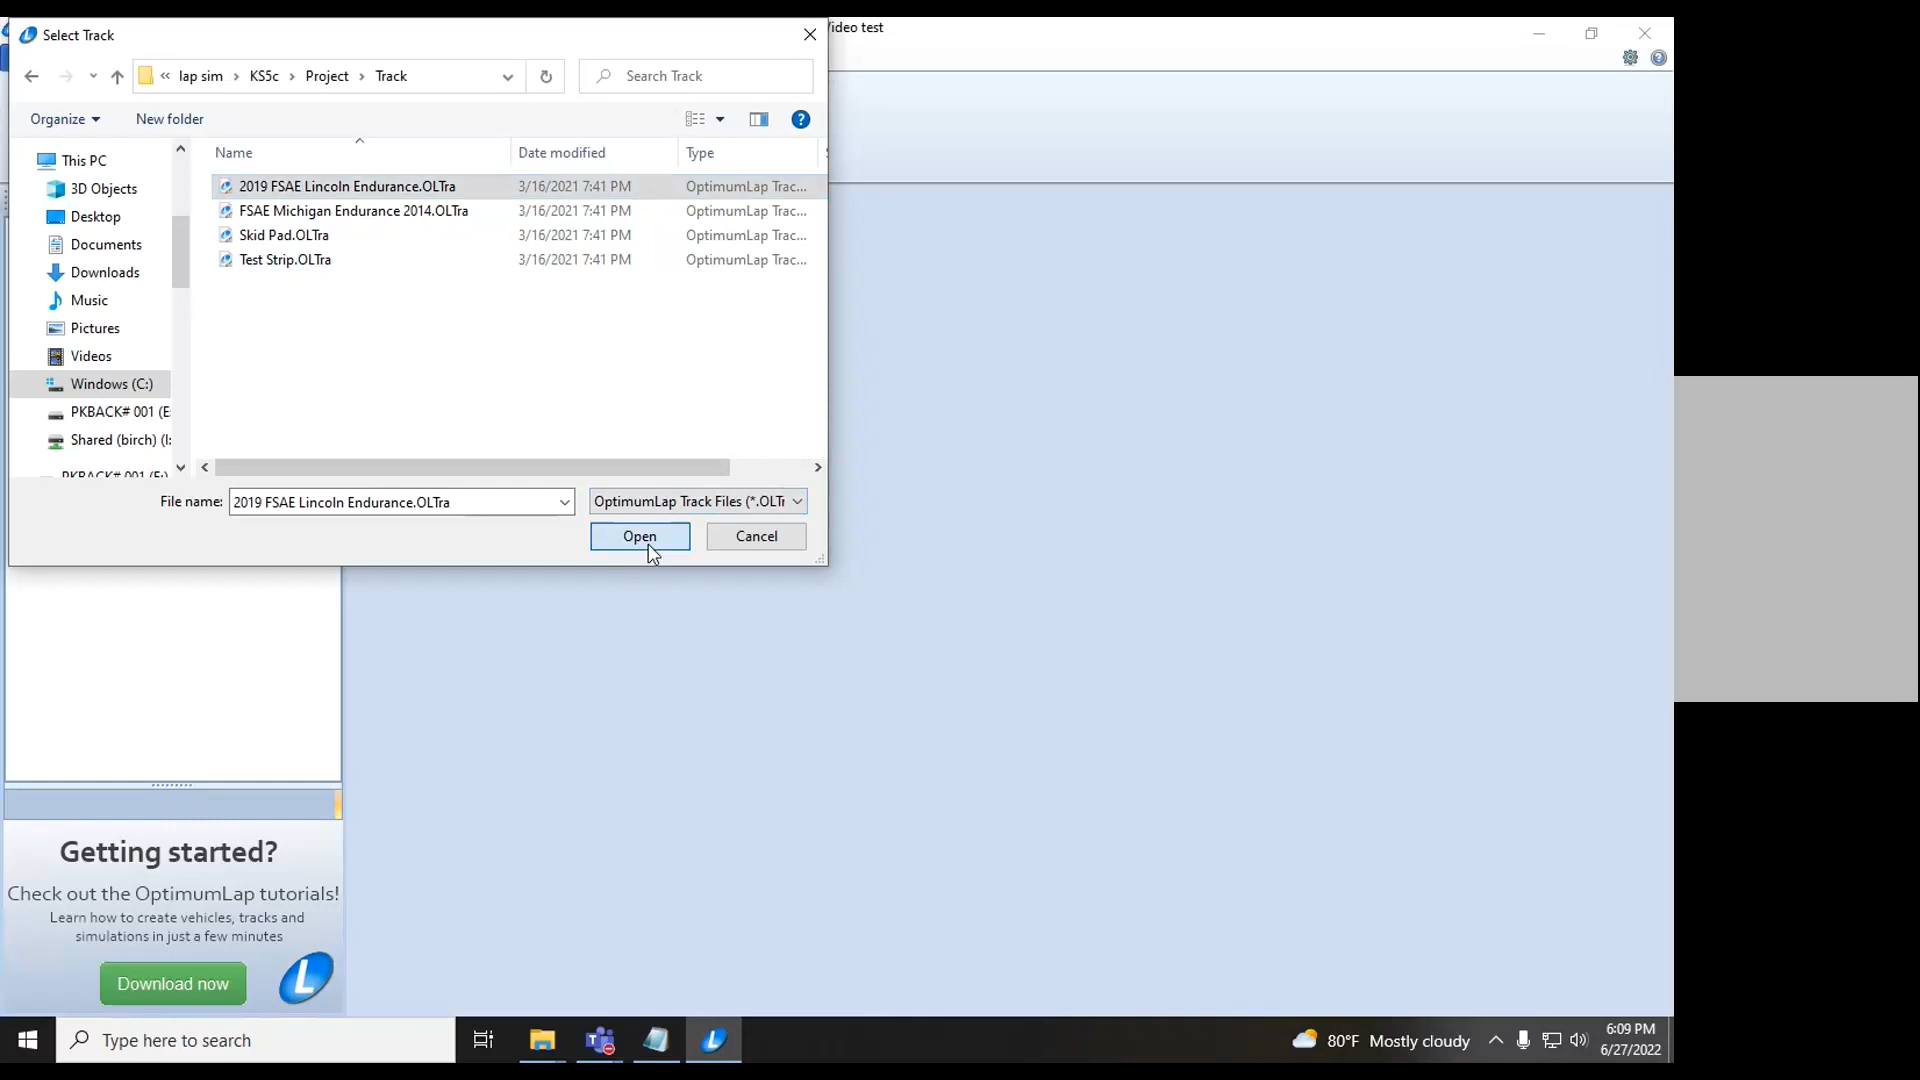 Select Track
Video test
« lap sim › KS5c › Project › Track
Search Track
Organize
New folder
Name
Date modified
Type
This PC
3D Objects
Desktop
Documents
Downloads
Music
Pictures
Videos
Windows (C:)
PKBACK# 001 (E
Shared (birch) (I:
PKBACK# 001 (E:)
2019 FSAE Lincoln Endurance.OLTra 3/16/2021 7:41 PM OptimumLap Trac...
FSAE Michigan Endurance 2014.OLTra 3/16/2021 7:41 PM OptimumLap Trac...
Skid Pad.OLTra 3/16/2021 7:41 PM OptimumLap Trac...
Test Strip.OLTra 3/16/2021 7:41 PM OptimumLap Trac...
File name: 2019 FSAE Lincoln Endurance.OLTra
OptimumLap Track Files (*.OLTr
Open
Cancel
Getting started?
Check out the OptimumLap tutorials!
Learn how to create vehicles, tracks and
simulations in just a few minutes
Download now
L
Type here to search
80°F Mostly cloudy
6:09 PM
6/27/2022